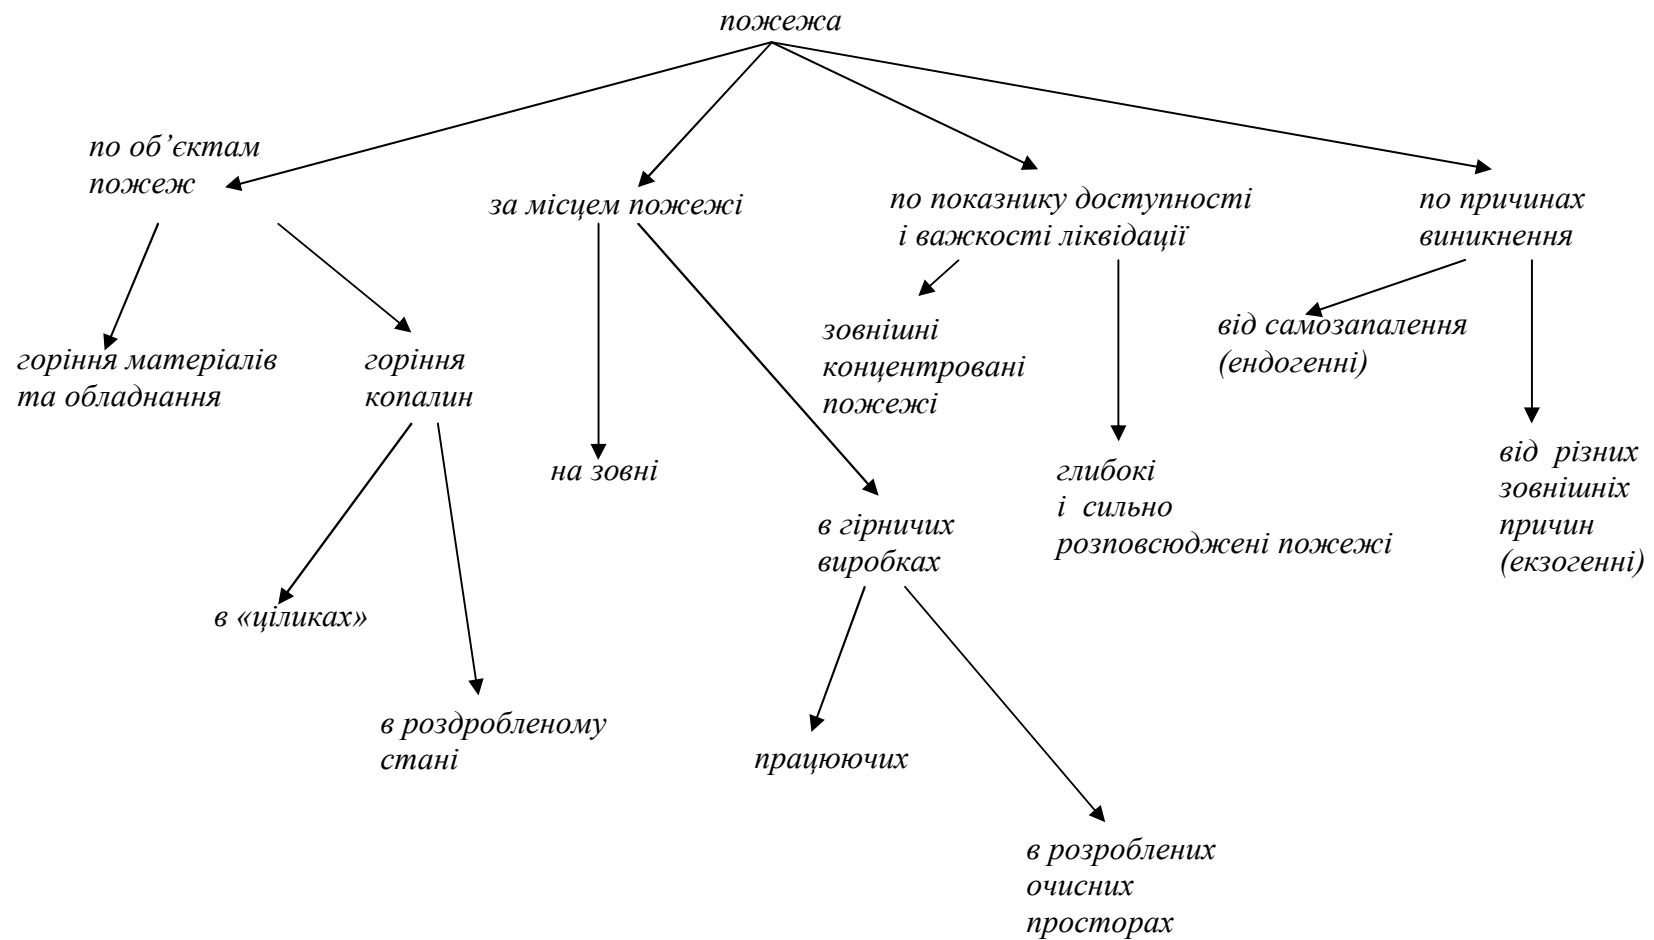 пожежа
по об’єктам
пожеж
за місцем пожежі
по показнику доступності
і важкості ліквідації
по причинах
виникнення
горіння матеріалів
та обладнання
горіння
копалин
зовнішні
концентровані
пожежі
від самозапалення
(ендогенні)
на зовні
глибокі
і сильно
розповсюджені пожежі
від різних
зовнішніх
причин
(екзогенні)
в гірничих
виробках
в «ціликах»
в роздробленому
стані
працюючих
в розроблених
очисних
просторах